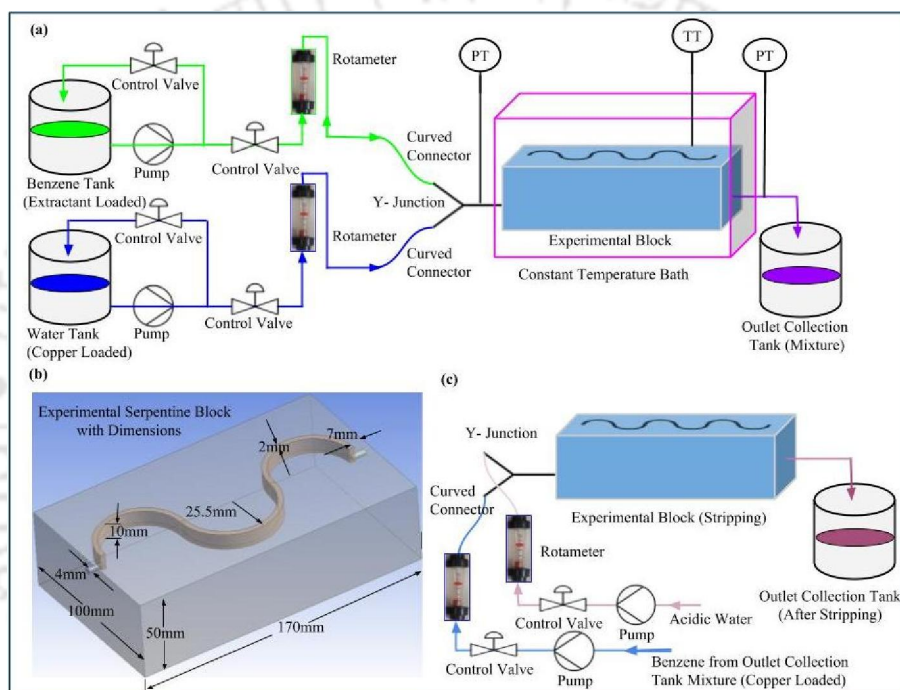 (a)
PT
TT
PT
Control Valve
Rotameter
Control Valve
Pump
Benzene Tank
(Extractant Loaded)
Curved
Connector
Y- Junction
Control Valve
Rotameter
Curved
Connector
Experimental Block
Constant Temperature Bath
Control Valve
Pump
Water Tank
(Copper Loaded)
Outlet Collection
Tank (Mixture)
(b)
Experimental Serpentine Block
with Dimensions
2mm
7mm
25.5mm
10mm
4mm
100mm
50mm
170mm
(c)
Y- Junction
Curved
Connector
Experimental Block (Stripping)
Rotameter
Outlet Collection Tank
(After Stripping)
Control Valve
Pump
Acidic Water
Control Valve
Pump
Benzene from Outlet Collection
Tank Mixture (Copper Loaded)